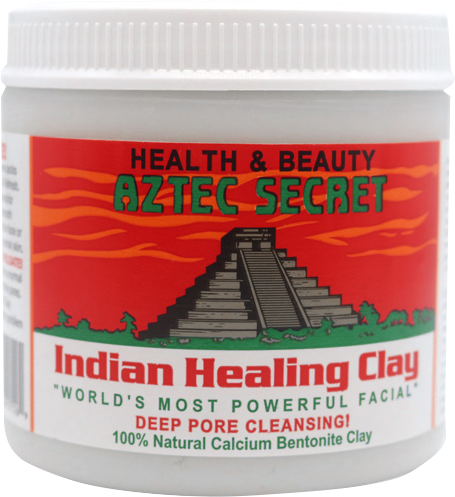 HEALTH & BEAUTY
AZTEC SECRET
Indian Healing Clay
"WORLD'S MOST POWERFUL FACIAL"
DEEP PORE CLEANSING!
100% Natural Calcium Bentonite Clay